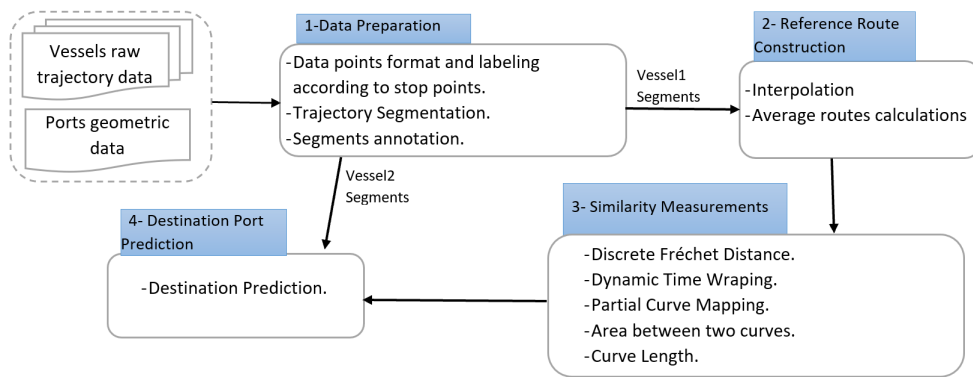 Vessels raw
trajectory data
Ports geometric
data
1-Data Preparation
-Data points format and labeling
according to stop points.
-Trajectory Segmentation.
-Segments annotation.
Vessel1
Segments
2- Reference Route
Construction
-Interpolation
-Average routes calculations
Vessel2
Segments
3- Similarity Measurements
-Discrete Fréchet Distance.
-Dynamic Time Wraping.
-Partial Curve Mapping.
-Area between two curves.
-Curve Length.
4- Destination Port
Prediction
-Destination Prediction.